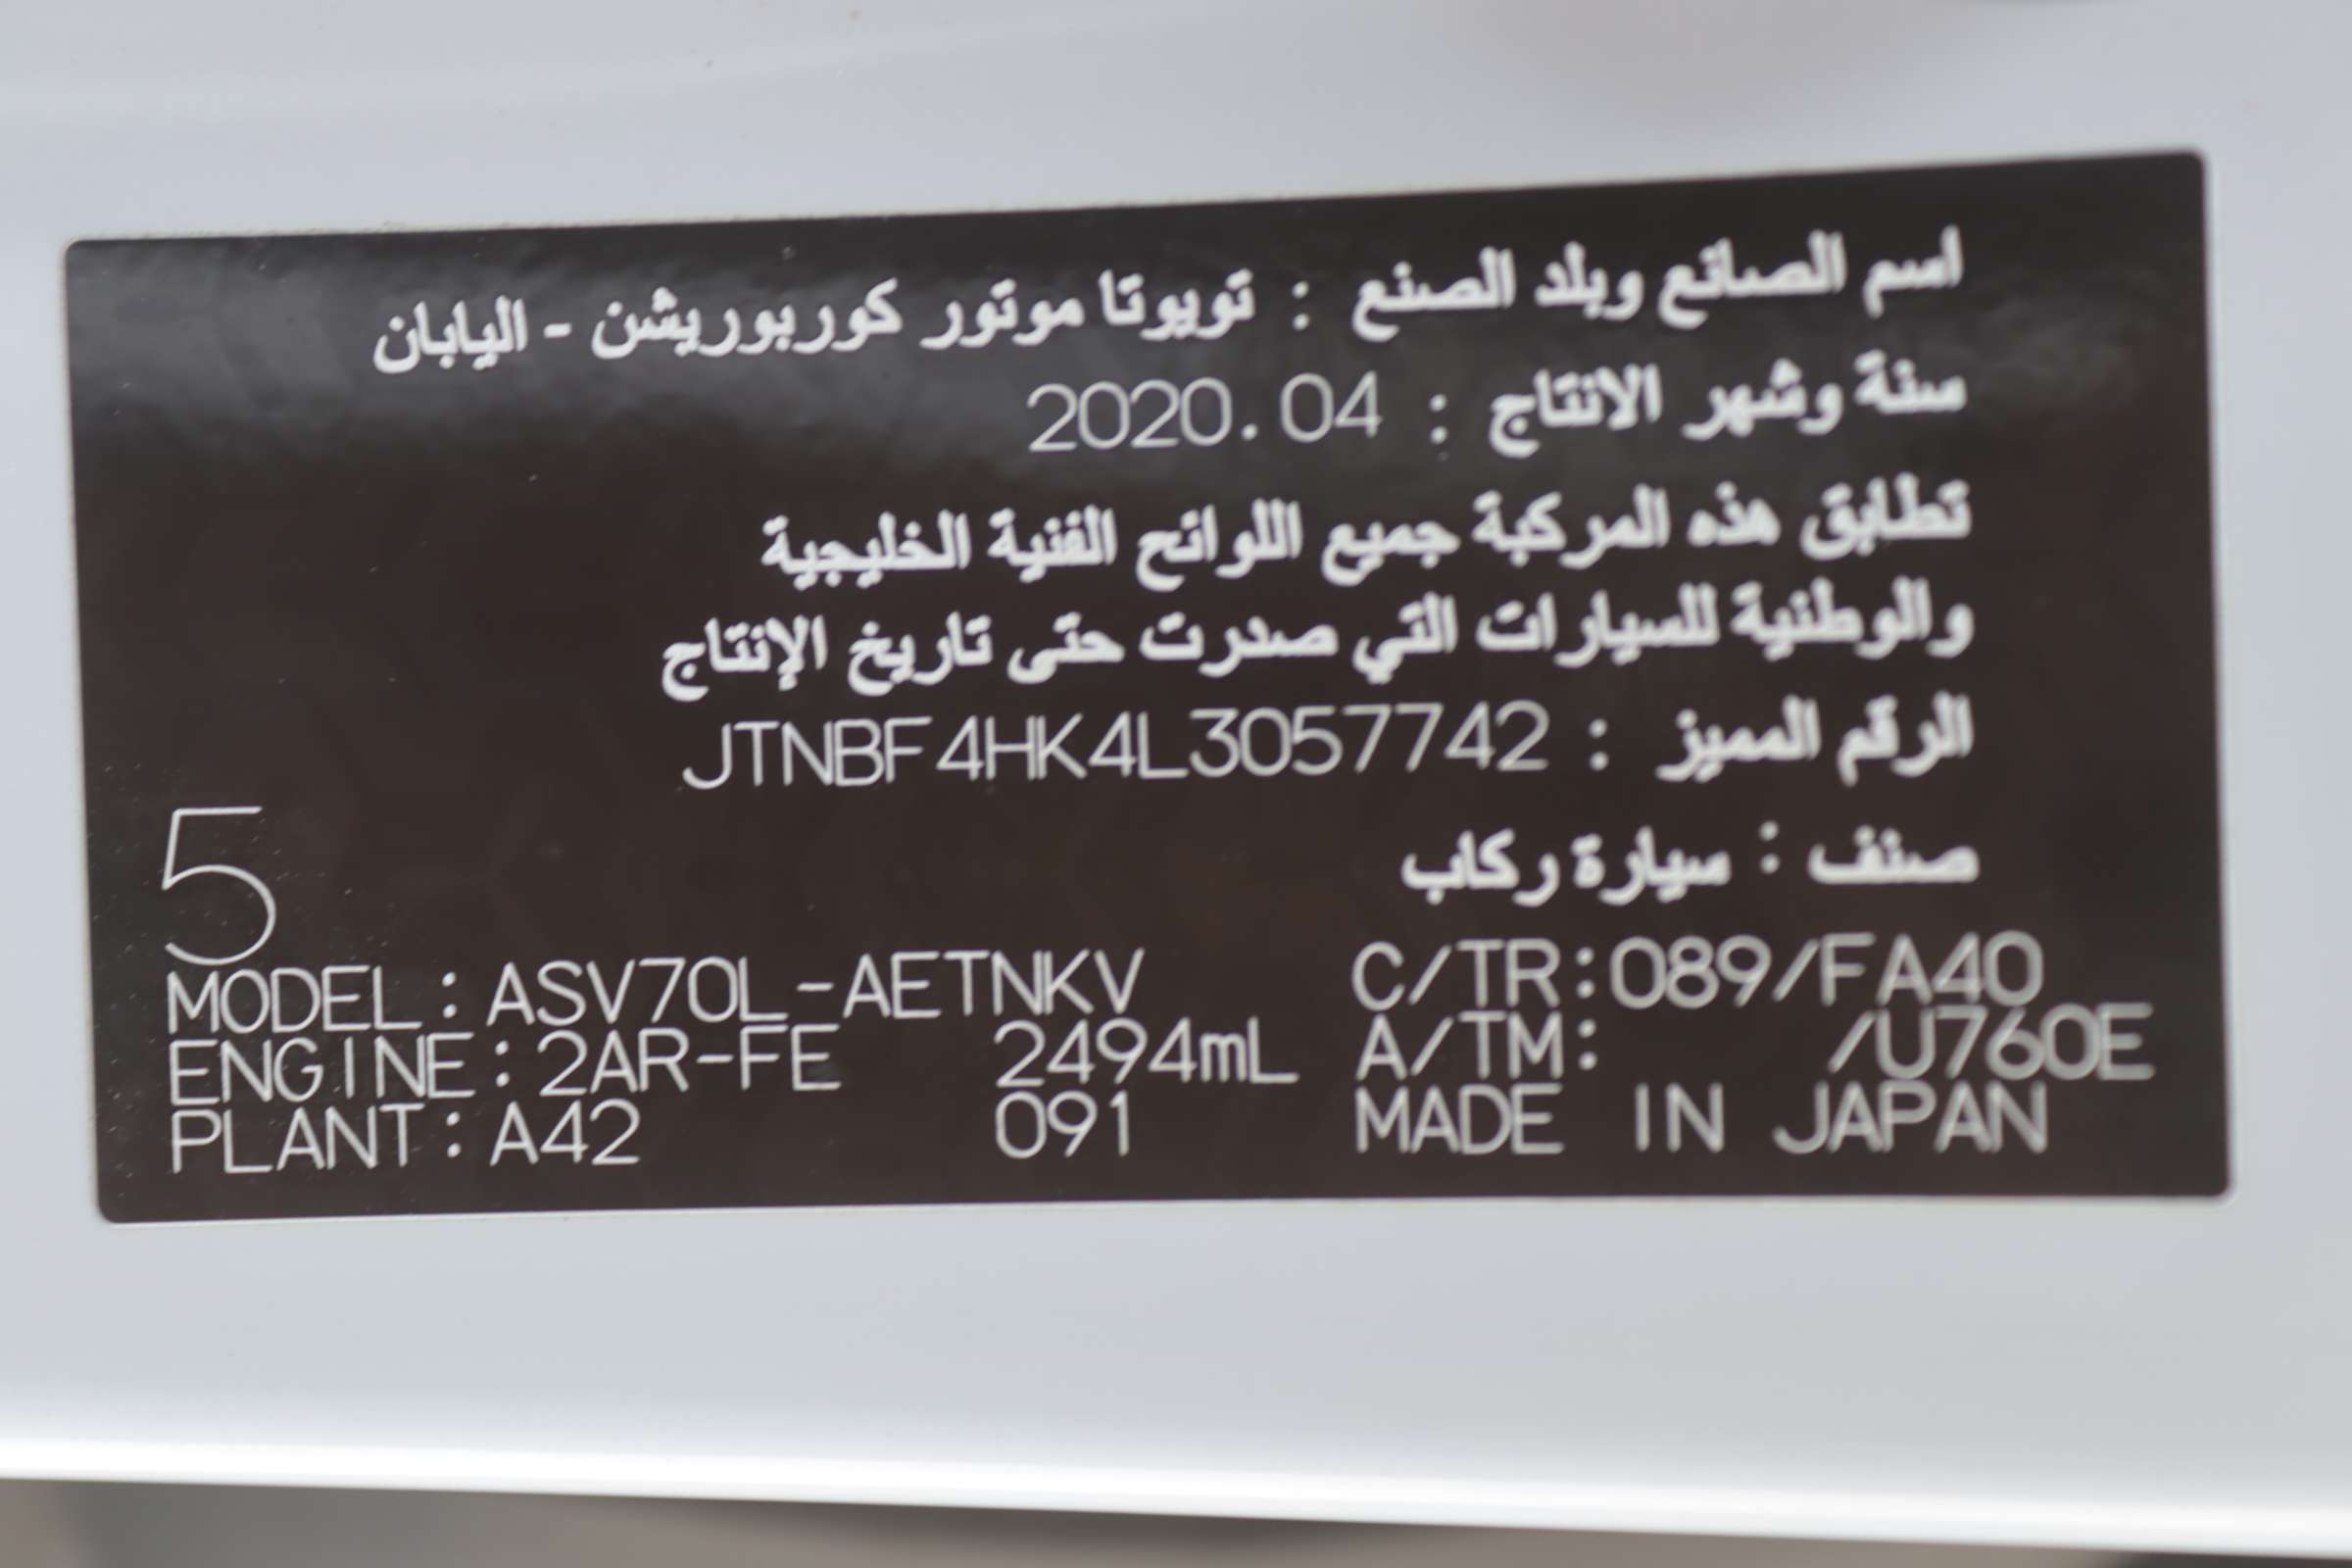 اسم الصانع وبلد الصنع : تويوتا موتور كوربوريشن - اليابان
سنة وشهر الانتاج : 2020.04
تطابق هذه المركبة جميع اللوائح الفنية الخليجية
والوطنية للسيارات التي صدرت حتى تاريخ الإنتاج
الرقم المميز : JTNBF4HK4L3057742
صنف : سيارة ركاب
5
MODEL: ASV70L-AETNKV C/TR:089/FA40
ENGINE: 2AR-FE 2494mL A/TM: /U760E
PLANT: A42 091 MADE IN JAPAN